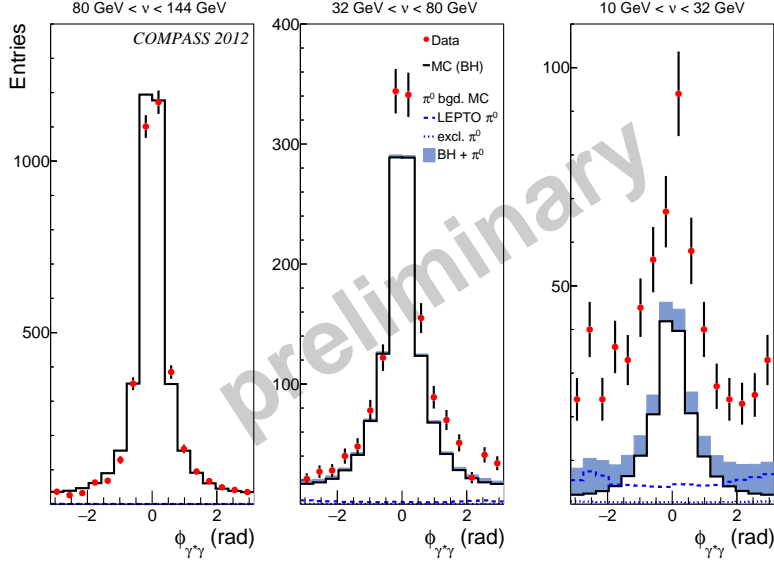 80 GeV < ν < 144 GeV
32 GeV < ν < 80 GeV
10 GeV < ν < 32 GeV
COMPASS 2012
Entries
1000
500
−2 0 2
ϕγ*γ (rad)
400
300
200
100
−2 0 2
ϕγ*γ (rad)
Data
MC (BH)
π⁰ bgd. MC
LEPTO π⁰
excl. π⁰
BH + π⁰
100
50
−2 0 2
ϕγ*γ (rad)
preliminary